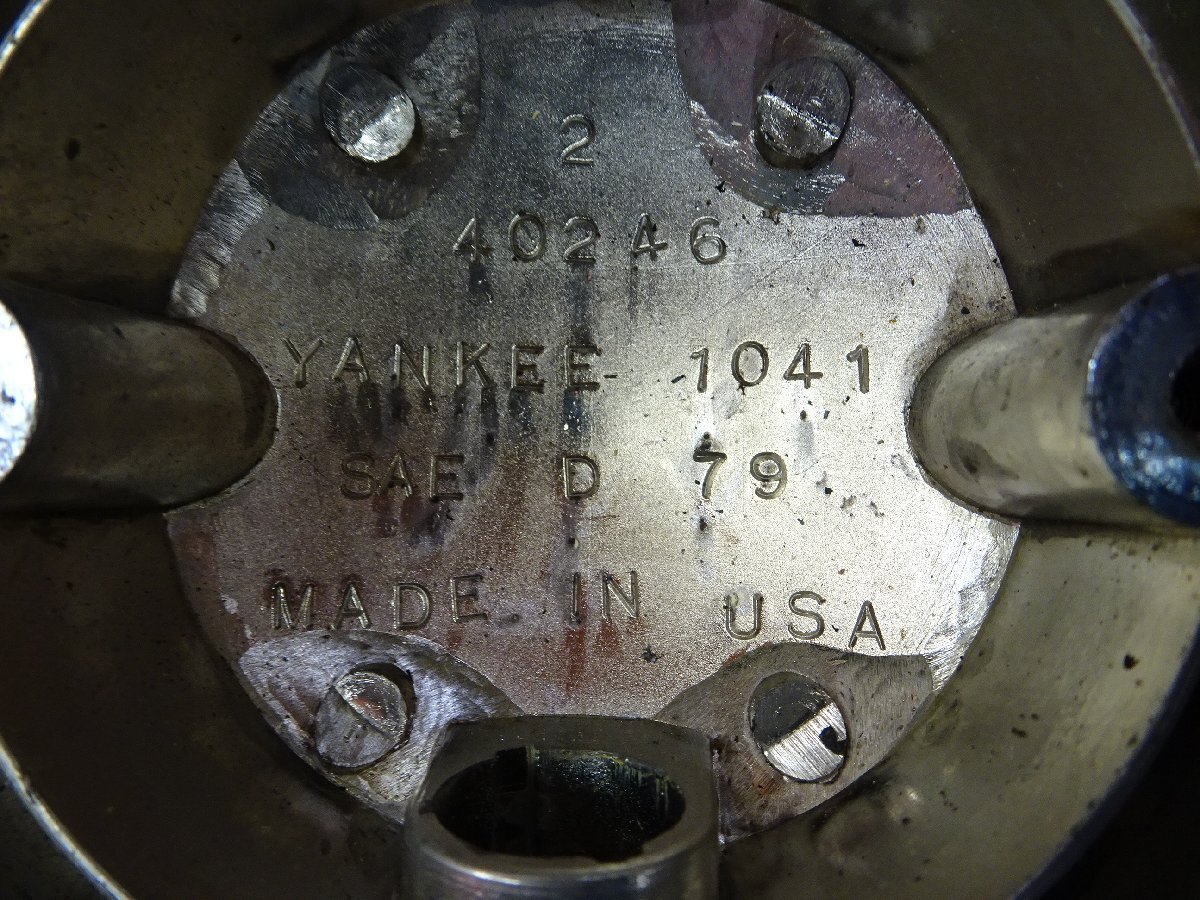 2
40246
YANKEE 1041
SAE D 79
MADE IN USA